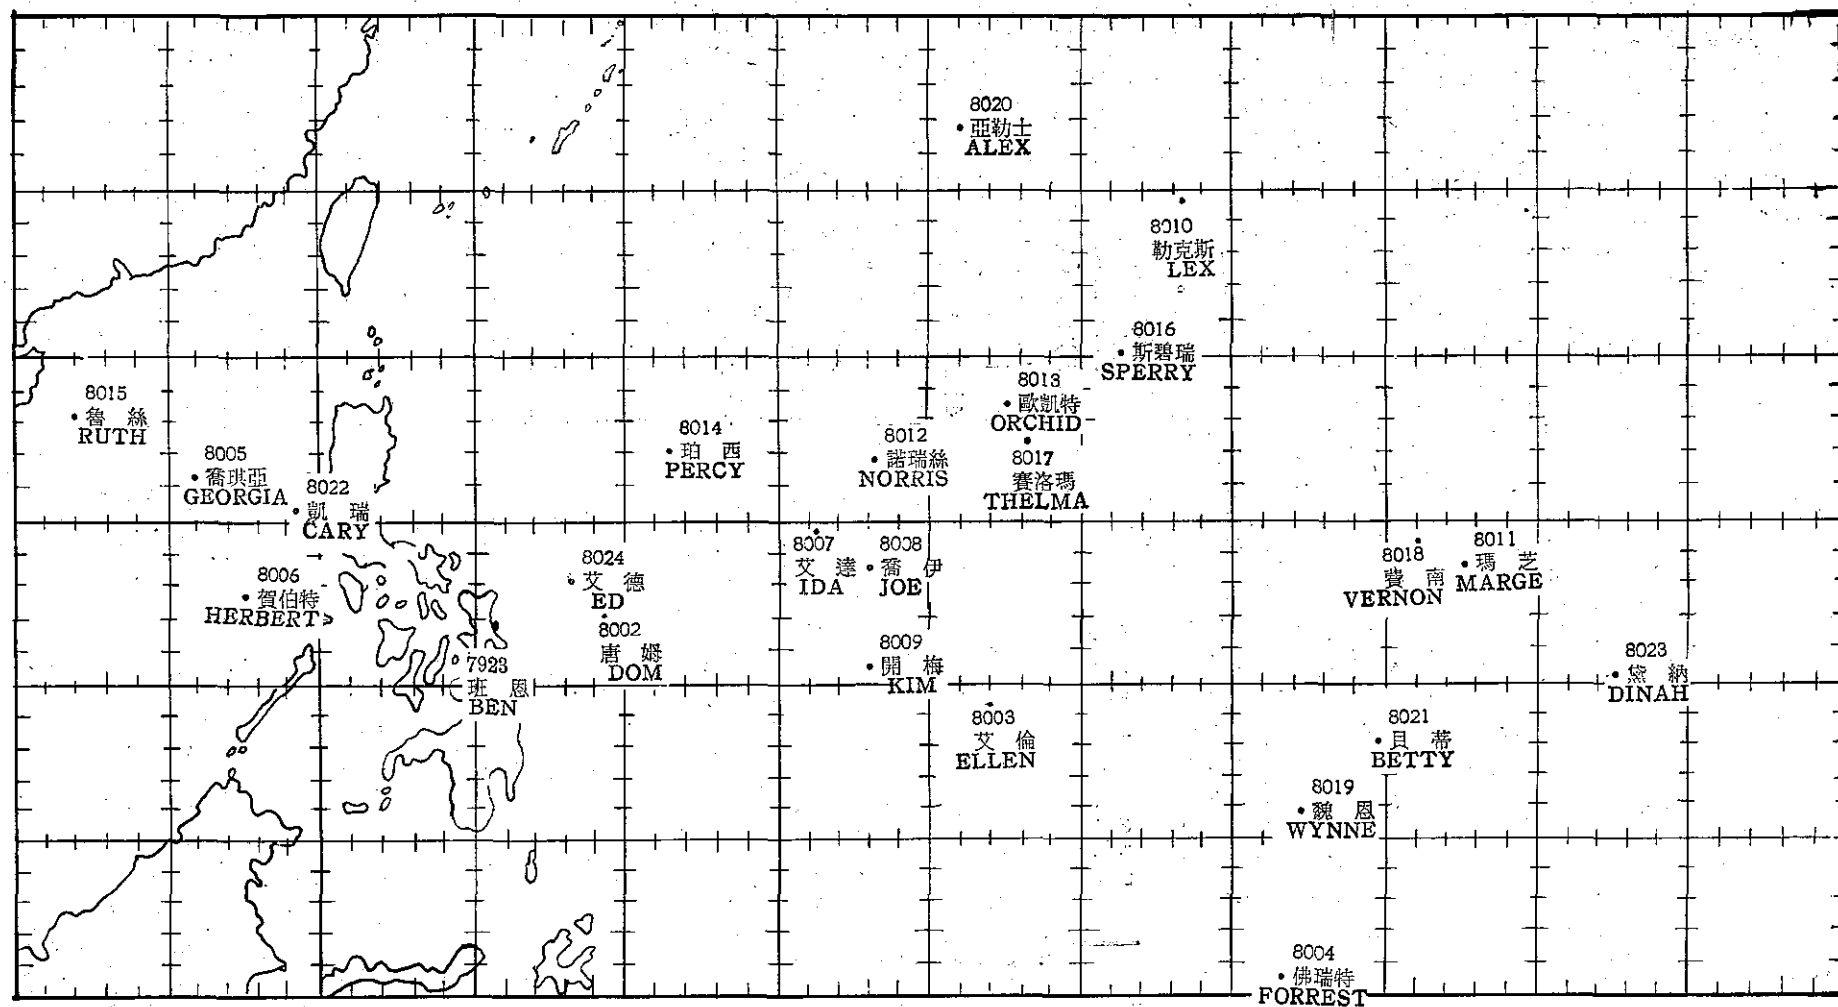 8020
亞勒士
ALEX
8010
勒克斯
LEX
8016
斯碧瑞
SPERRY
8013
歐凱特
ORCHID
8015
魯 絲
RUTH
8014
珀 西
PERCY
8012
諾瑞絲
NORRIS
8005
喬琪亞
GEORGIA
8017
賽洛瑪
THELMA
8022
凱 瑞
CARY
8007
艾 達
IDA
8008
喬 伊
JOE
8018
費 南
VERNON
8011
瑪 芝
MARGE
8024
艾 德
ED
8006
賀伯特
HERBERT
8002
唐 姆
DOM
8009
開 梅
KIM
7923
班 恩
BEN
8023
黛 納
DINAH
8003
艾 倫
ELLEN
8021
貝 蒂
BETTY
8019
魏 恩
WYNNE
8004
佛瑞特
FORREST